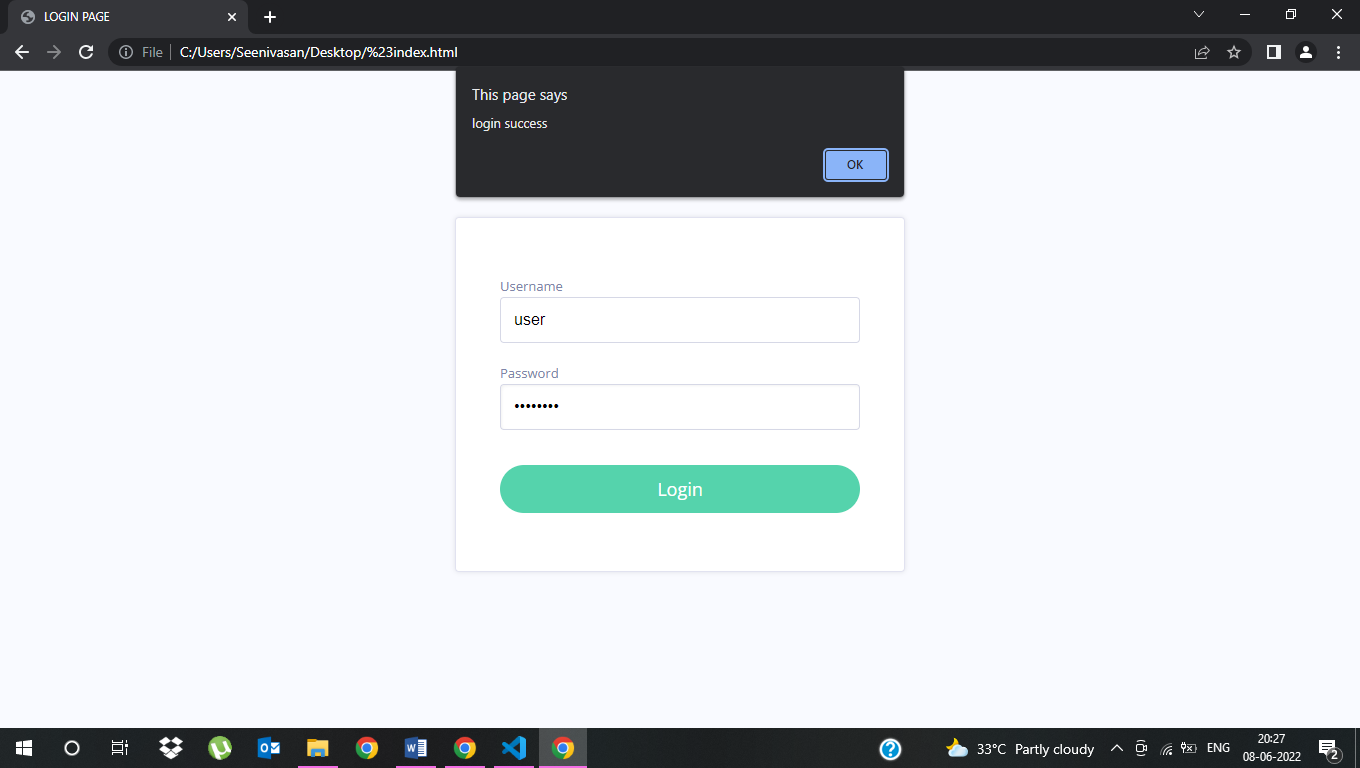 LOGIN PAGE
File
C:/Users/Seenivasan/Desktop/%23index.html
This page says
login success
OK
Username
user
Password
••••••••
Login
33°C Partly cloudy
ENG
20:27
08-06-2022
2